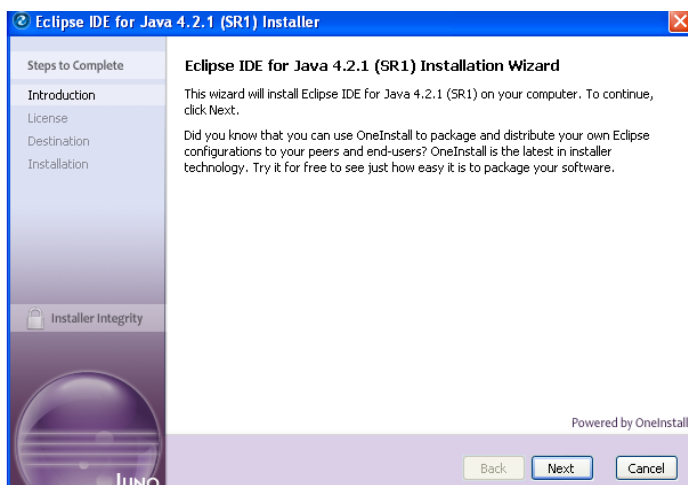 Eclipse IDE for Java 4.2.1 (SR1) Installer
Steps to Complete
Introduction
License
Destination
Installation
Installer Integrity
Eclipse IDE for Java 4.2.1 (SR1) Installation Wizard
This wizard will install Eclipse IDE for Java 4.2.1 (SR1) on your computer. To continue,
click Next.
Did you know that you can use OneInstall to package and distribute your own Eclipse
configurations to your peers and end-users? OneInstall is the latest in installer
technology. Try it for free to see just how easy it is to package your software.
Powered by OneInstall
JUNO
Back
Next
Cancel